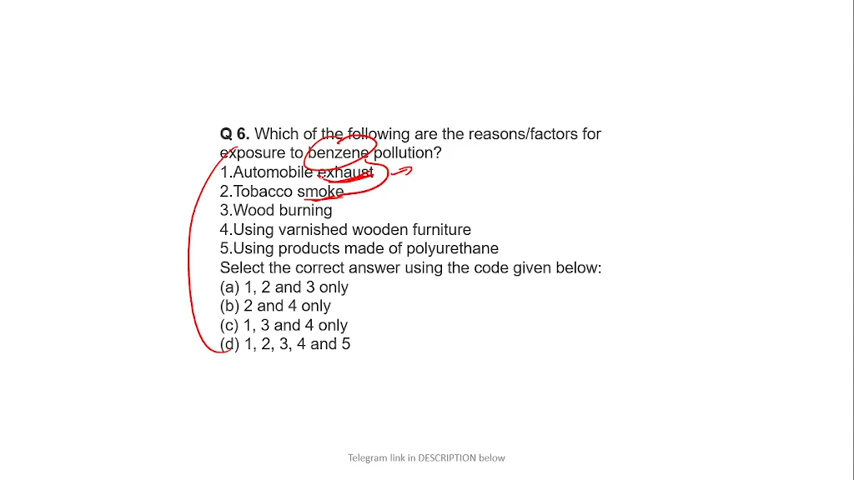 Q 6. Which of the following are the reasons/factors for
exposure to benzene pollution?
1.Automobile exhaust
2.Tobacco smoke
3.Wood burning
4.Using varnished wooden furniture
5.Using products made of polyurethane
Select the correct answer using the code given below:
(a) 1, 2 and 3 only
(b) 2 and 4 only
(c) 1, 3 and 4 only
(d) 1, 2, 3, 4 and 5
Telegram link in DESCRIPTION below